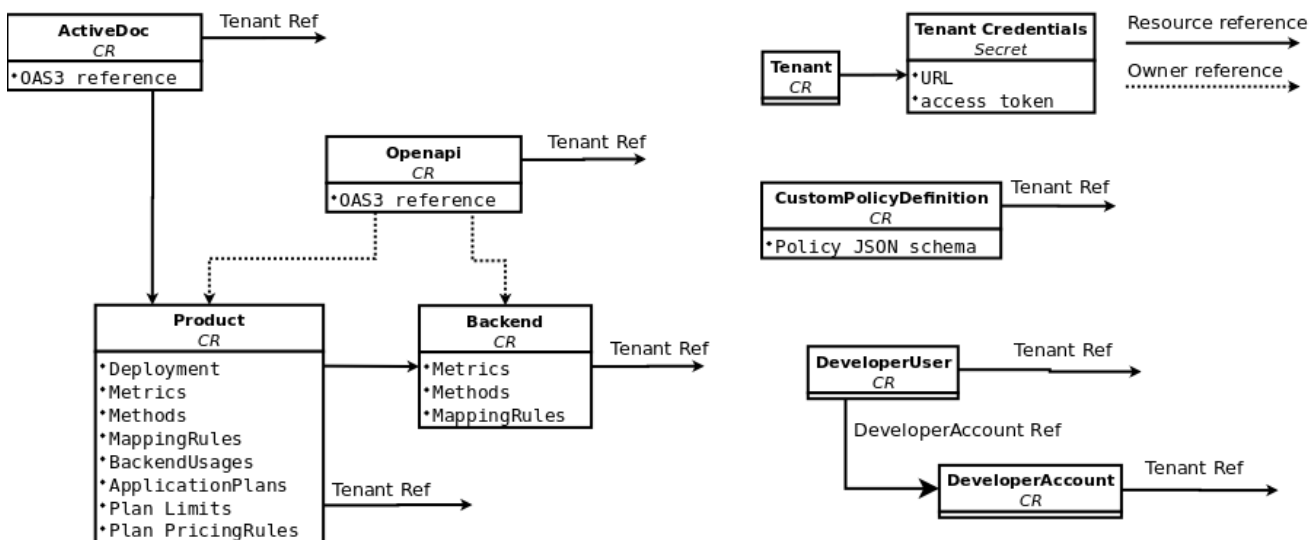 Tenant Ref
ActiveDoc
CR
OAS3 reference
Openapi
CR
OAS3 reference
Tenant Ref
Product
CR
Deployment
Metrics
Methods
MappingRules
BackendUsages
ApplicationPlans
Plan Limits
Plan PricingRules
Tenant Ref
Backend
CR
Metrics
Methods
MappingRules
Tenant Ref
Tenant
CR
Tenant Credentials
Secret
URL
access token
Resource reference
Owner reference
CustomPolicyDefinition
CR
Policy JSON schema
Tenant Ref
DeveloperUser
CR
Tenant Ref
DeveloperAccount Ref
DeveloperAccount
CR
Tenant Ref